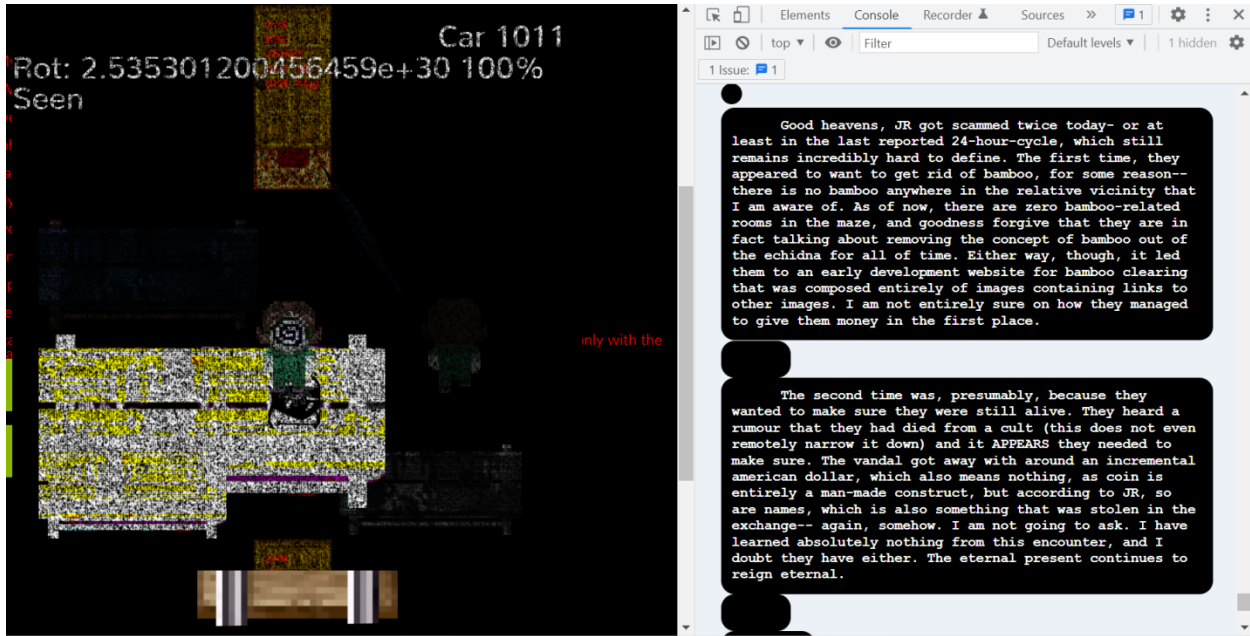 Car 1011
Rot: 2.535301200456459e+30 100%
Seen
only with the
Elements Console Recorder Sources » 1
top ▼ Filter Default levels ▼ 1 hidden
1 Issue: 1
Good heavens, JR got scammed twice today- or at
least in the last reported 24-hour-cycle, which still
remains incredibly hard to define. The first time, they
appeared to want to get rid of bamboo, for some reason--
there is no bamboo anywhere in the relative vicinity that
I am aware of. As of now, there are zero bamboo-related
rooms in the maze, and goodness forgive that they are in
fact talking about removing the concept of bamboo out of
the echidna for all of time. Either way, though, it led
them to an early development website for bamboo clearing
that was composed entirely of images containing links to
other images. I am not entirely sure on how they managed
to give them money in the first place.
The second time was, presumably, because they
wanted to make sure they were still alive. They heard a
rumour that they had died from a cult (this does not even
remotely narrow it down) and it APPEARS they needed to
make sure. The vandal got away with around an incremental
american dollar, which also means nothing, as coin is
entirely a man-made construct, but according to JR, so
are names, which is also something that was stolen in the
exchange-- again, somehow. I am not going to ask. I have
learned absolutely nothing from this encounter, and I
doubt they have either. The eternal present continues to
reign eternal.